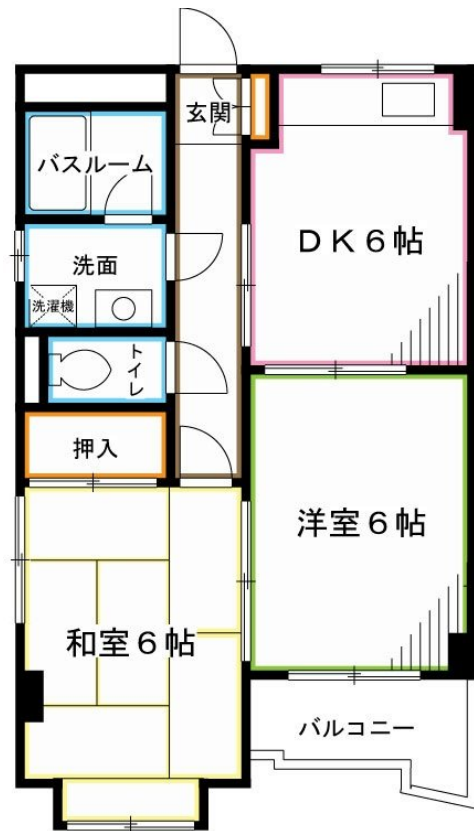 玄関
バスルーム
DK6帖
洗面
洗濯機
トイレ
押入
洋室6帖
和室6帖
バルコニー